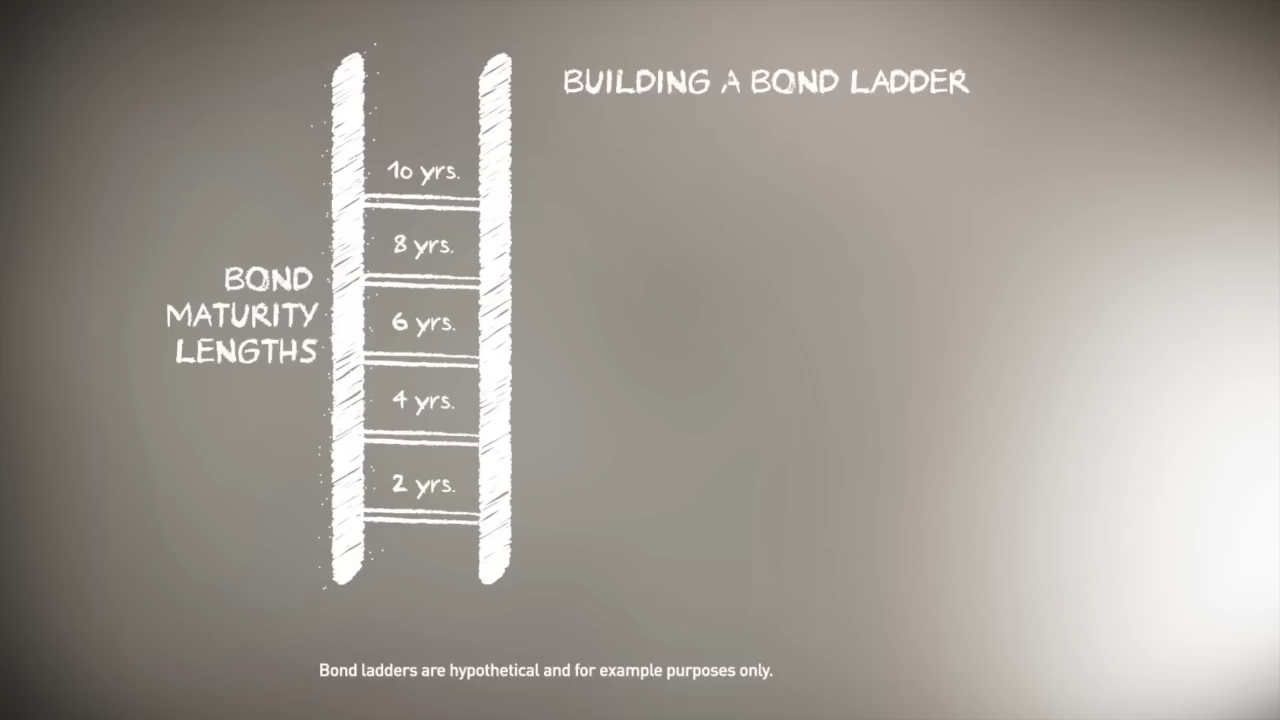 BUILDING A BOND LADDER
10 yrs.
8 yrs.
6 yrs.
4 yrs.
2 yrs.
BOND
MATURITY
LENGTHS
Bond ladders are hypothetical and for example purposes only.